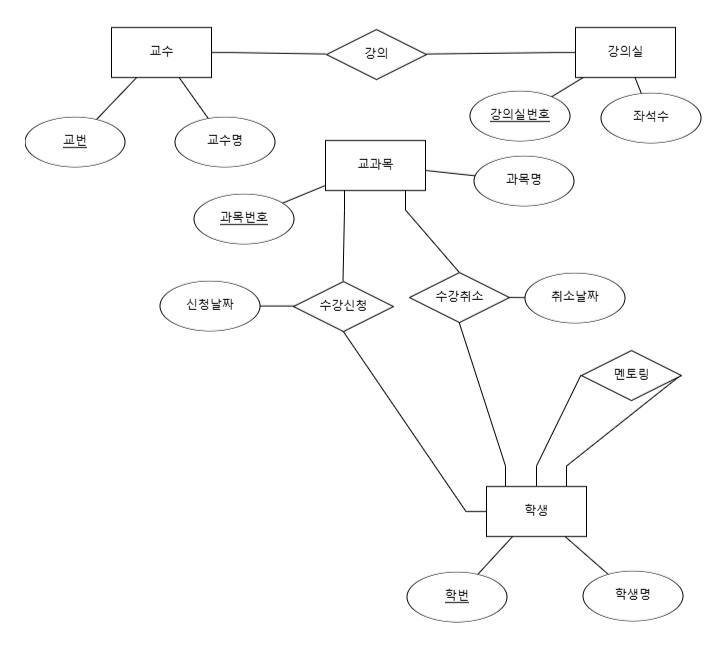 교수
강의
강의실
교번
교수명
강의실번호
좌석수
교과목
과목명
과목번호
신청날짜
수강신청
수강취소
취소날짜
멘토링
학생
학번
학생명